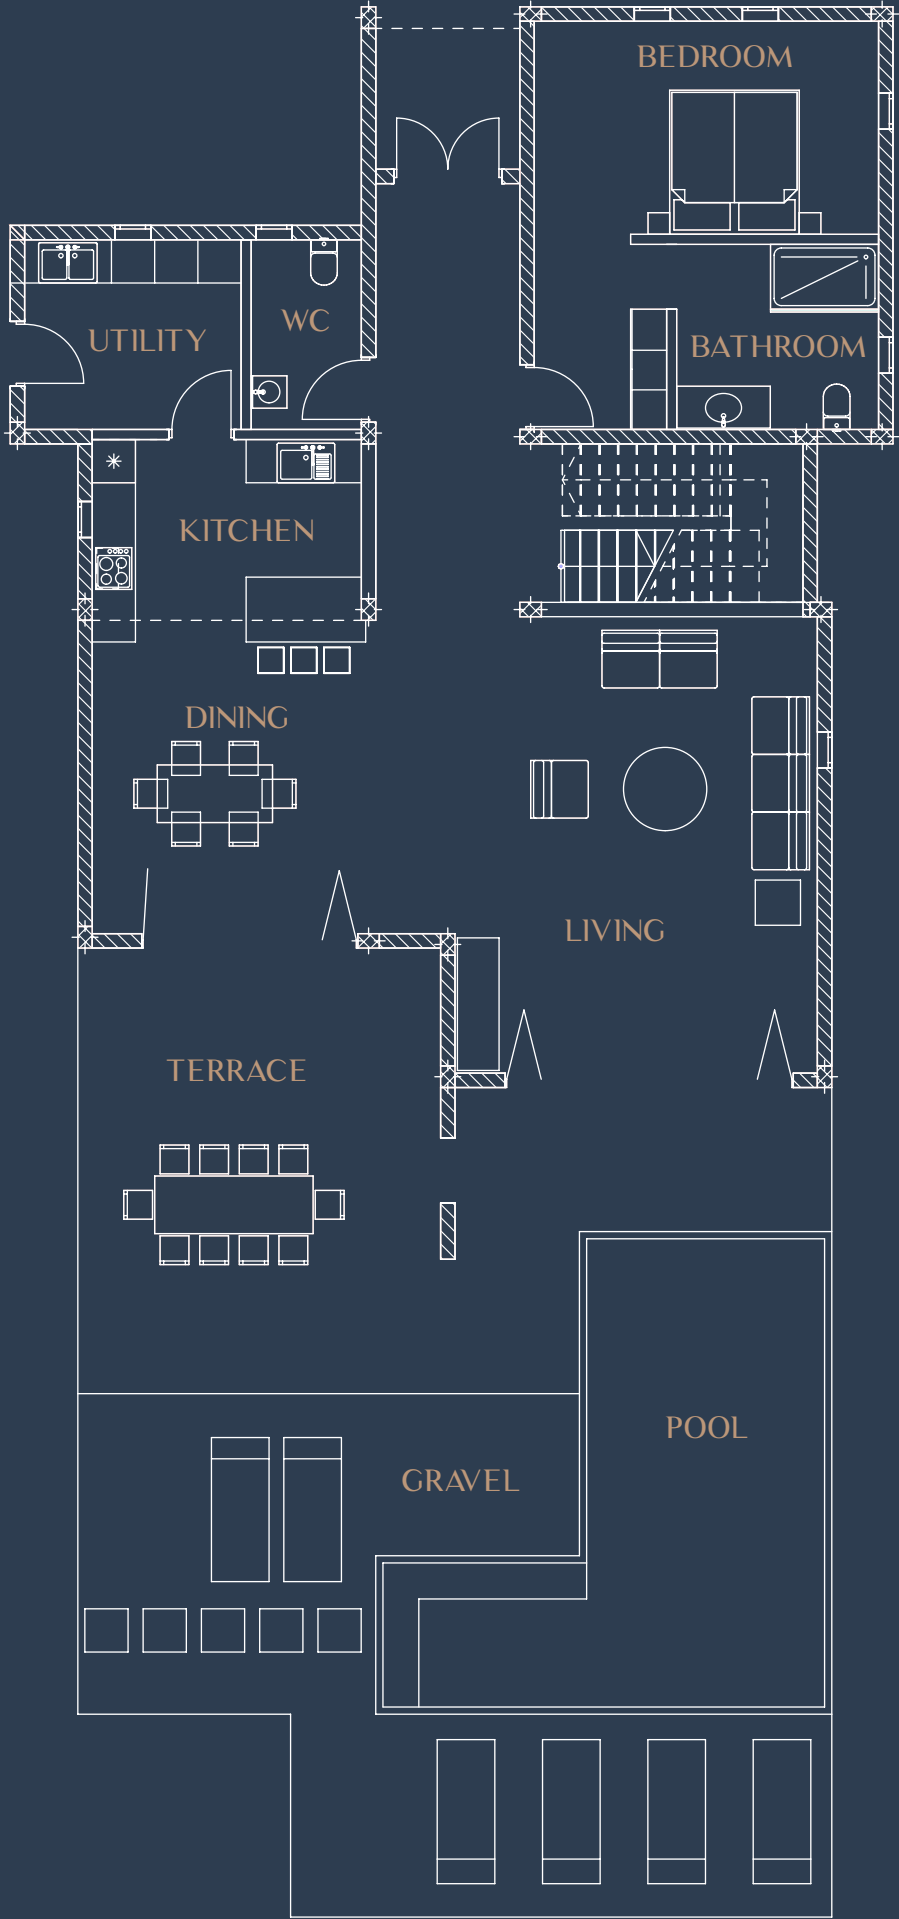 BEDROOM
WC
UTILITY
BATHROOM
KITCHEN
DINING
LIVING
TERRACE
POOL
GRAVEL